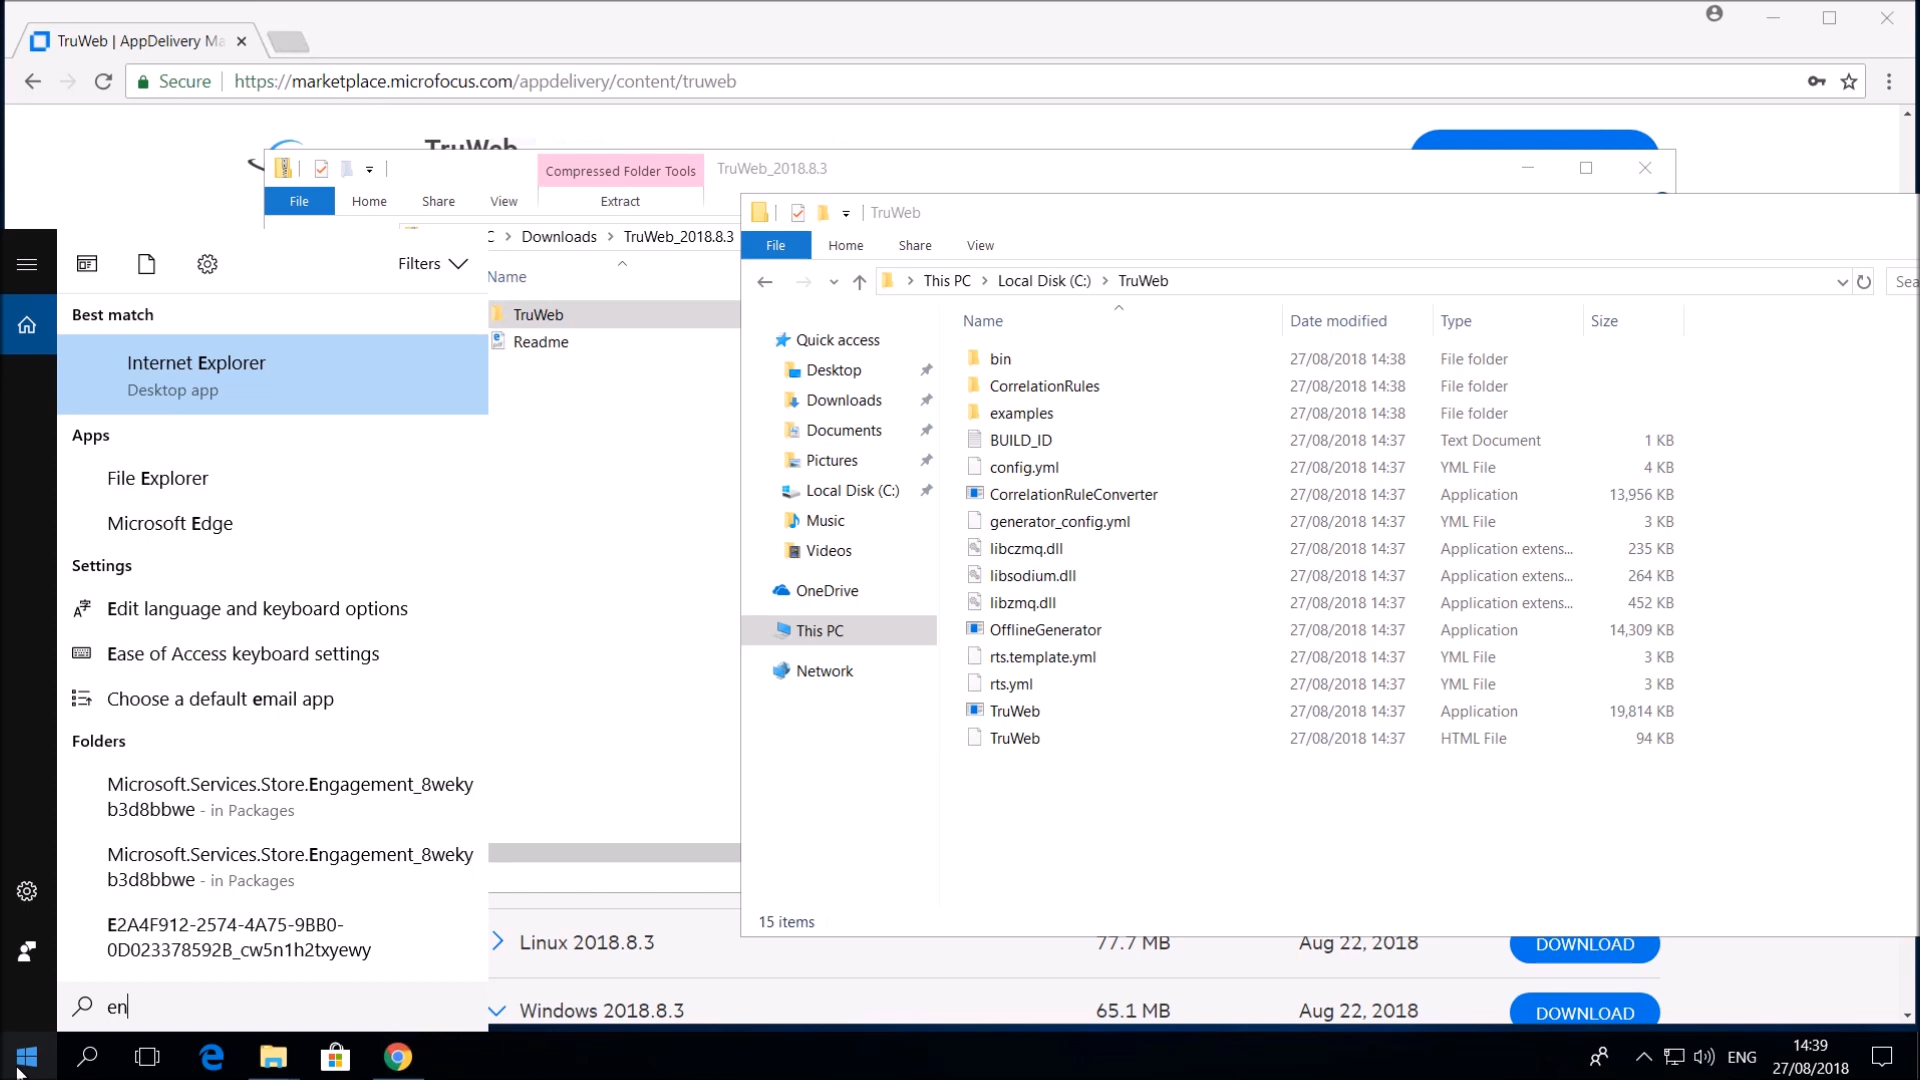 TruWeb | AppDelivery Ma
Secure
https://marketplace.microfocus.com/appdelivery/content/truweb
TruWeb
Compressed Folder Tools
TruWeb_2018.8.3
File
Home
Share
View
Extract
Downloads
TruWeb_2018.8.3
Name
TruWeb
Readme
TruWeb
File
Home
Share
View
This PC
Local Disk (C:)
TruWeb
Quick access
Desktop
Downloads
Documents
Pictures
Local Disk (C:)
Music
Videos
OneDrive
This PC
Network
Name Date modified Type Size
bin 27/08/2018 14:38 File folder
CorrelationRules 27/08/2018 14:38 File folder
examples 27/08/2018 14:38 File folder
BUILD_ID 27/08/2018 14:37 Text Document 1 KB
config.yml 27/08/2018 14:37 YML File 4 KB
CorrelationRuleConverter 27/08/2018 14:37 Application 13,956 KB
generator_config.yml 27/08/2018 14:37 YML File 3 KB
libczmq.dll 27/08/2018 14:37 Application extens... 235 KB
libsodium.dll 27/08/2018 14:37 Application extens... 264 KB
libzmq.dll 27/08/2018 14:37 Application extens... 452 KB
OfflineGenerator 27/08/2018 14:37 Application 14,309 KB
rts.template.yml 27/08/2018 14:37 YML File 3 KB
rts.yml 27/08/2018 14:37 YML File 3 KB
TruWeb 27/08/2018 14:37 Application 19,814 KB
TruWeb 27/08/2018 14:37 HTML File 94 KB
15 items
Filters
Best match
Internet Explorer
Desktop app
Apps
File Explorer
Microsoft Edge
Settings
Edit language and keyboard options
Ease of Access keyboard settings
Choose a default email app
Folders
Microsoft.Services.Store.Engagement_8weky
b3d8bbwe - in Packages
Microsoft.Services.Store.Engagement_8weky
b3d8bbwe - in Packages
E2A4F912-2574-4A75-9BB0-
0D023378592B_cw5n1h2txyewy
en
Linux 2018.8.3 77.7 MB Aug 22, 2018 DOWNLOAD
Windows 2018.8.3 65.1 MB Aug 22, 2018 DOWNLOAD
ENG
14:39
27/08/2018